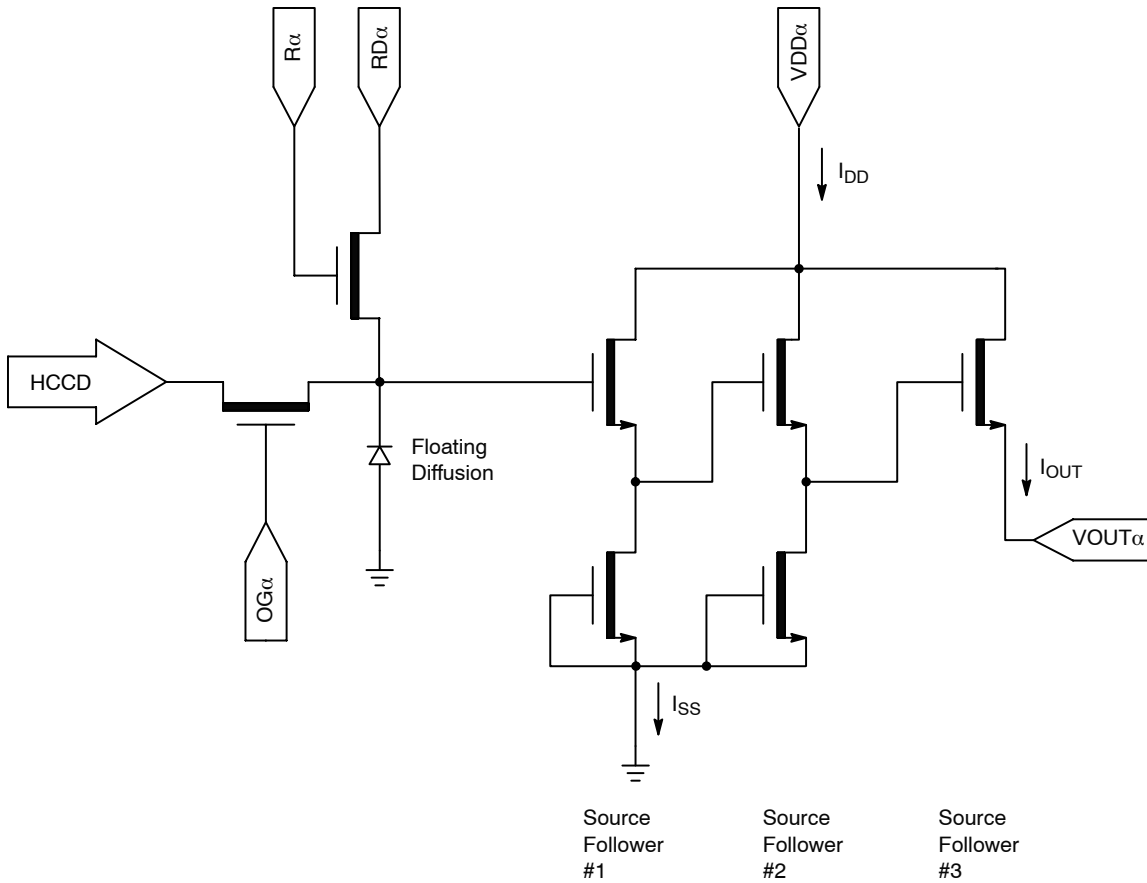 Rα
RDα
VDDα
IDD
HCCD
Floating
Diffusion
IOUT
VOUTα
OGα
ISS
Source
Follower
#1
Source
Follower
#2
Source
Follower
#3